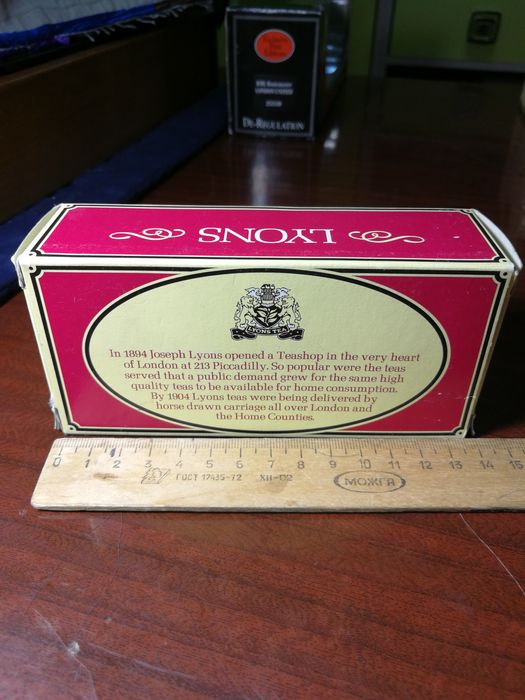 De-Regulation
LYONS
LYONS TEA
In 1894 Joseph Lyons opened a Teashop in the very heart
of London at 213 Piccadilly. So popular were the teas
served that a public demand grew for the same high
quality teas to be available for home consumption.
By 1904 Lyons teas were being delivered by
horse drawn carriage all over London and
the Home Counties.
0 1 2 3 4 5 6 7 8 9 10 11 12 13 14 15
ГОСТ 17435-72
МОЖГА